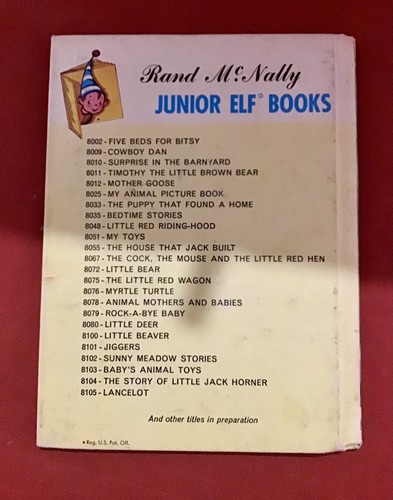 Rand McNally
JUNIOR ELF® BOOKS
8002 - FIVE BEDS FOR BITSY
8009 - COWBOY DAN
8010 - SURPRISE IN THE BARNYARD
8011 - TIMOTHY THE LITTLE BROWN BEAR
8012 - MOTHER GOOSE
8025 - MY ANIMAL PICTURE BOOK
8033 - THE PUPPY THAT FOUND A HOME
8035 - BEDTIME STORIES
8048 - LITTLE RED RIDING-HOOD
8051 - MY TOYS
8055 - THE HOUSE THAT JACK BUILT
8067 - THE COCK, THE MOUSE AND THE LITTLE RED HEN
8072 - LITTLE BEAR
8075 - THE LITTLE RED WAGON
8076 - MYRTLE TURTLE
8078 - ANIMAL MOTHERS AND BABIES
8079 - ROCK-A-BYE BABY
8080 - LITTLE DEER
8100 - LITTLE BEAVER
8101 - JIGGERS
8102 - SUNNY MEADOW STORIES
8103 - BABY'S ANIMAL TOYS
8104 - THE STORY OF LITTLE JACK HORNER
8105 - LANCELOT
And other titles in preparation
® Reg. U.S. Pat. Off.